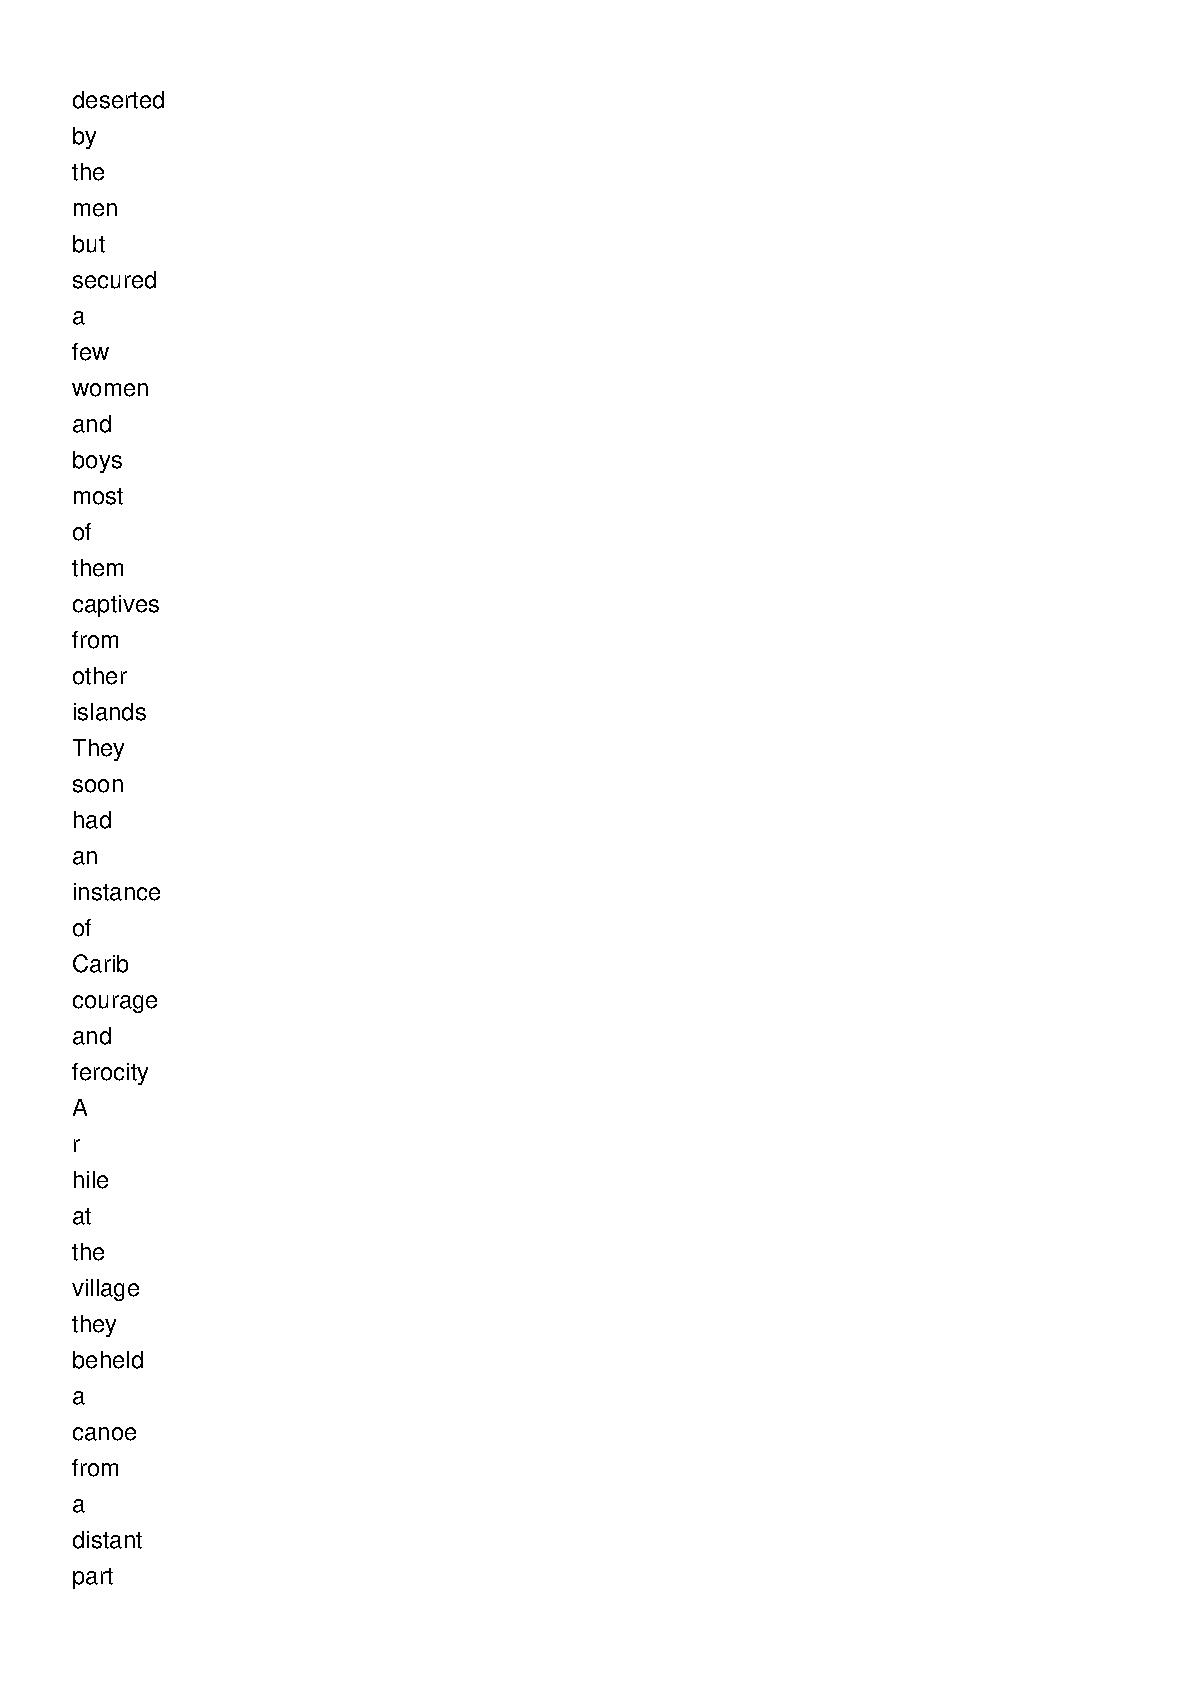 deserted
by
the
men
but
secured
a
few
women
and
boys
most
of
them
captives
from
other
islands
They
soon
had
an
instance
of
Carib
courage
and
ferocity
A
r
hile
at
the
village
they
beheld
a
canoe
from
a
distant
part